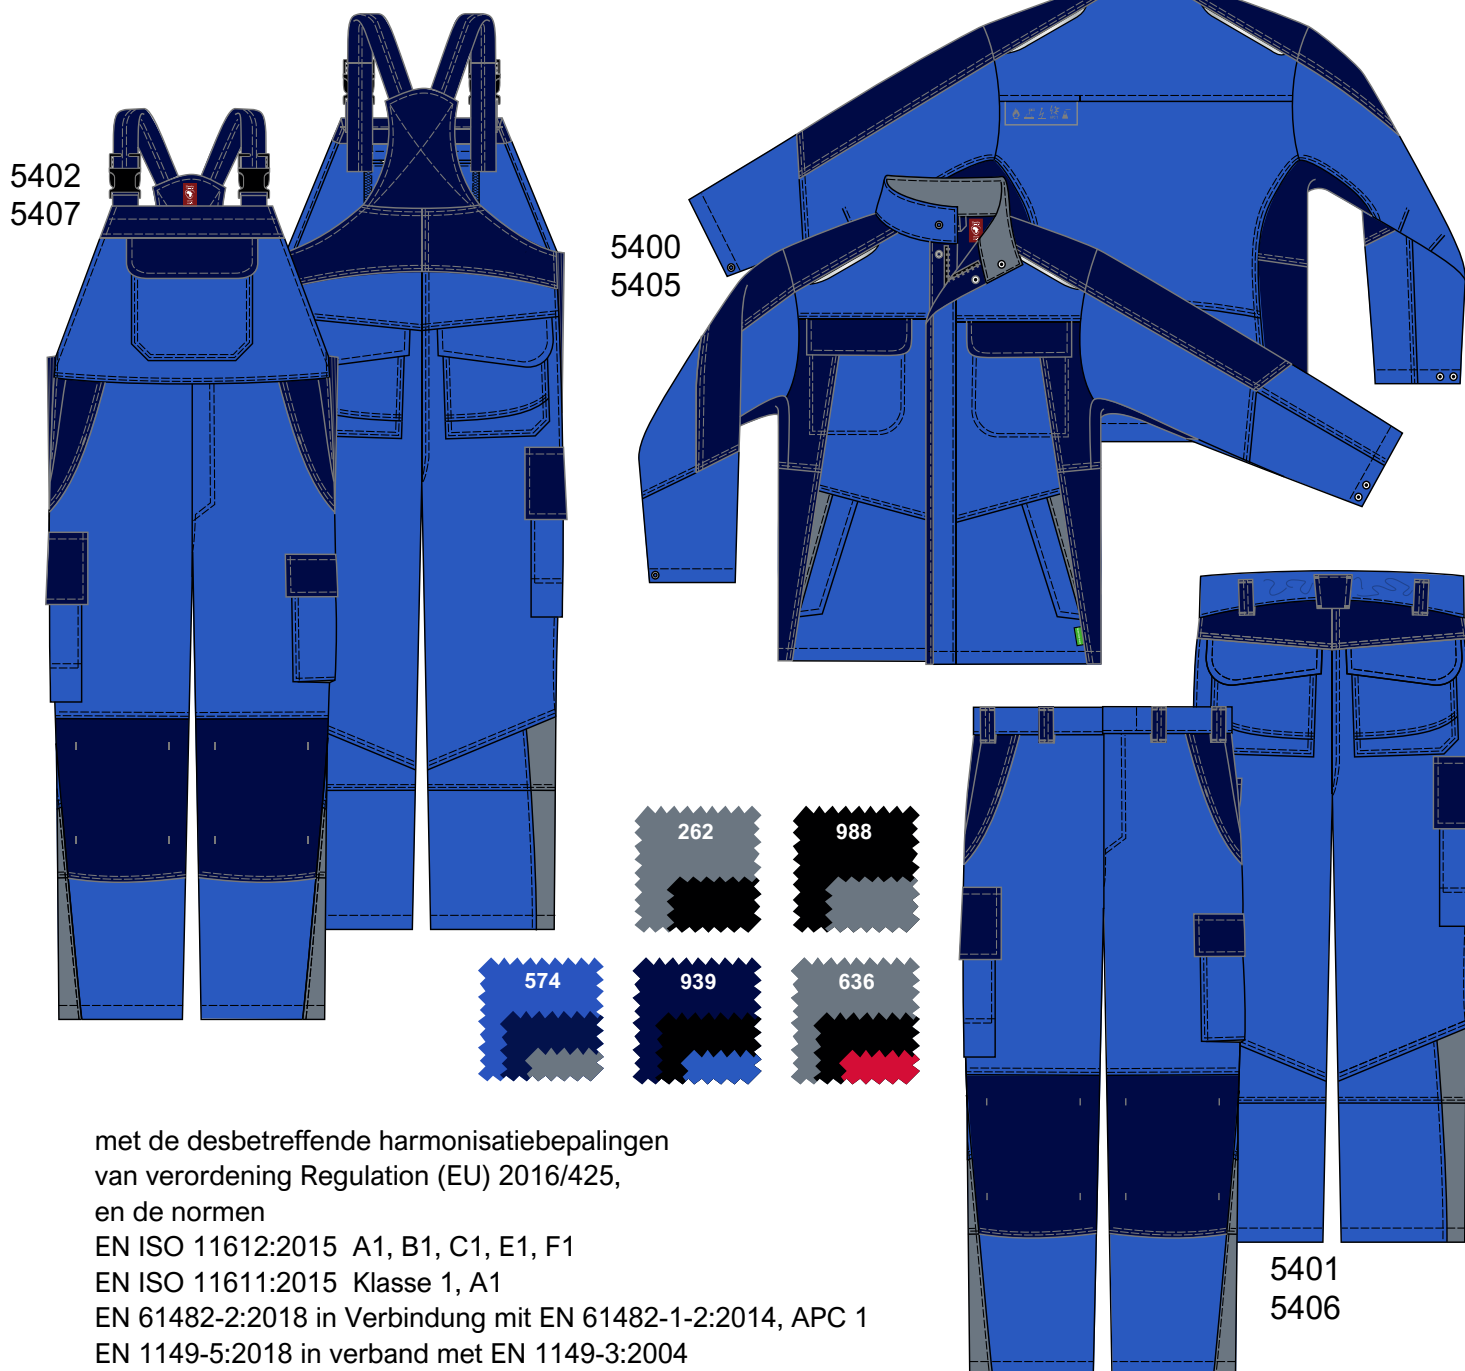 5402
5407
5400
5405
262
988
574
939
636
met de desbetreffende harmonisatiebepalingen
van verordening Regulation (EU) 2016/425,
en de normen
EN ISO 11612:2015  A1, B1, C1, E1, F1
EN ISO 11611:2015  Klasse 1, A1
EN 61482-2:2018 in Verbindung mit EN 61482-1-2:2014, APC 1
EN 1149-5:2018 in verband met EN 1149-3:2004
5401
5406